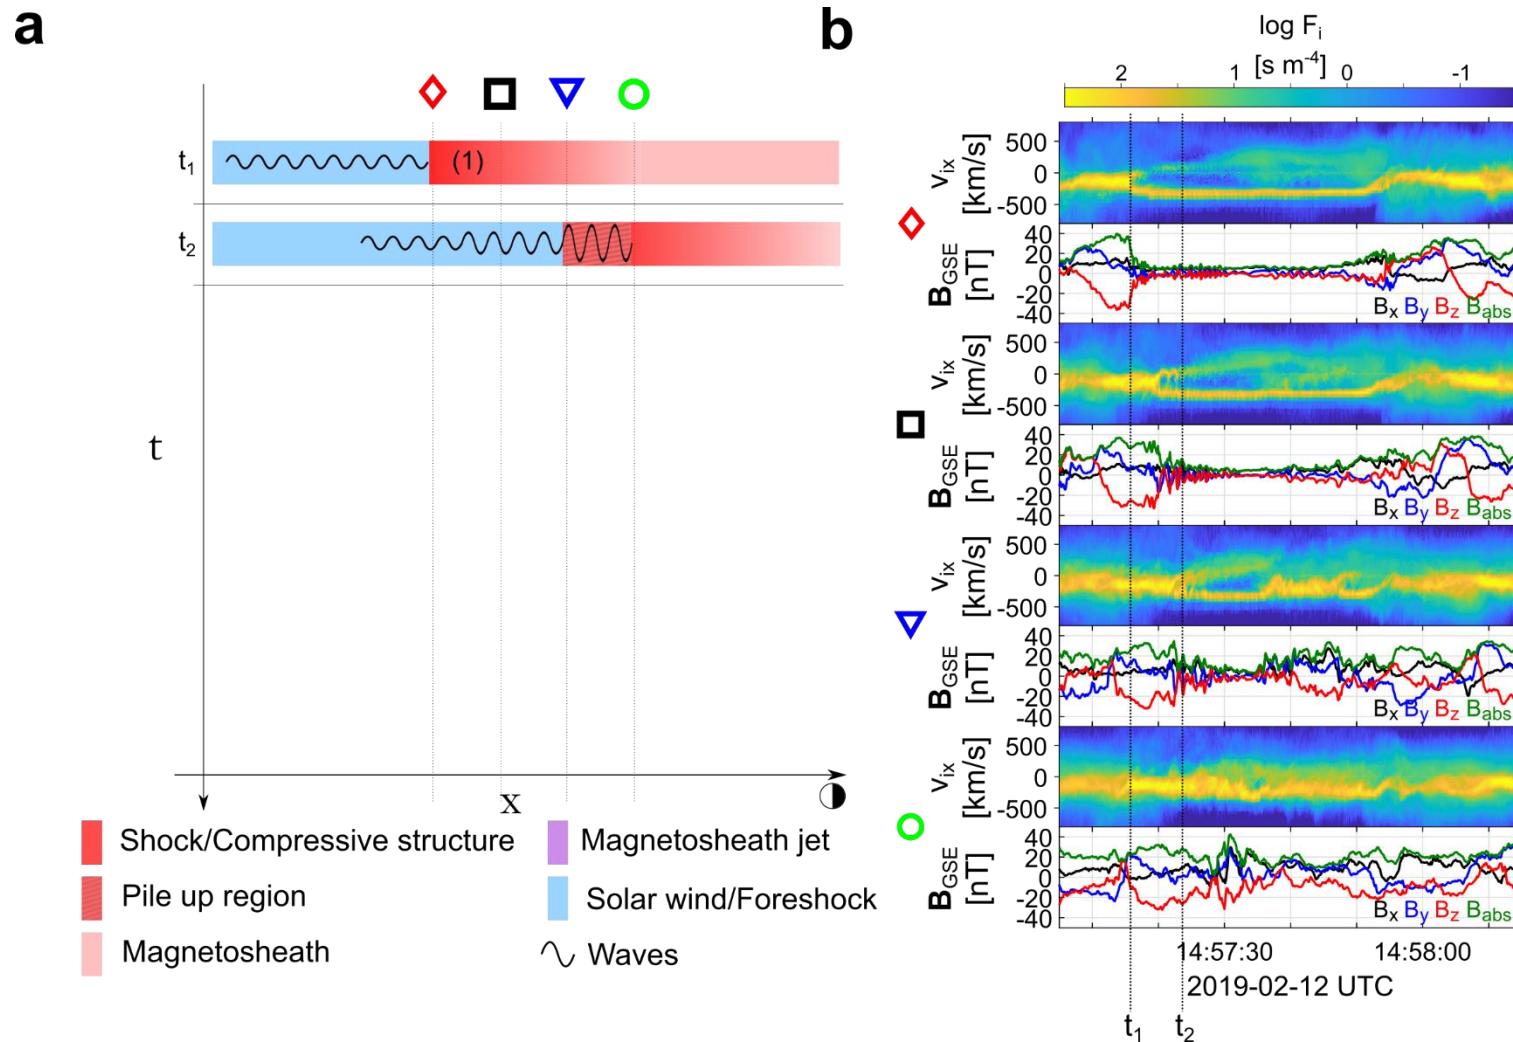 a
t1
(1)
t2
t
x
Shock/Compressive structure
Pile up region
Magnetosheath
Magnetosheath jet
Solar wind/Foreshock
Waves
b
log Fi
[s m-4]
2 1 0 -1
vix
[km/s]
500
0
-500
BGSE
[nT]
40
20
0
-20
-40
Bx By Bz Babs
vix
[km/s]
500
0
-500
BGSE
[nT]
40
20
0
-20
-40
Bx By Bz Babs
vix
[km/s]
500
0
-500
BGSE
[nT]
40
20
0
-20
-40
Bx By Bz Babs
vix
[km/s]
500
0
-500
BGSE
[nT]
40
20
0
-20
-40
Bx By Bz Babs
14:57:30 14:58:00
2019-02-12 UTC
t1 t2